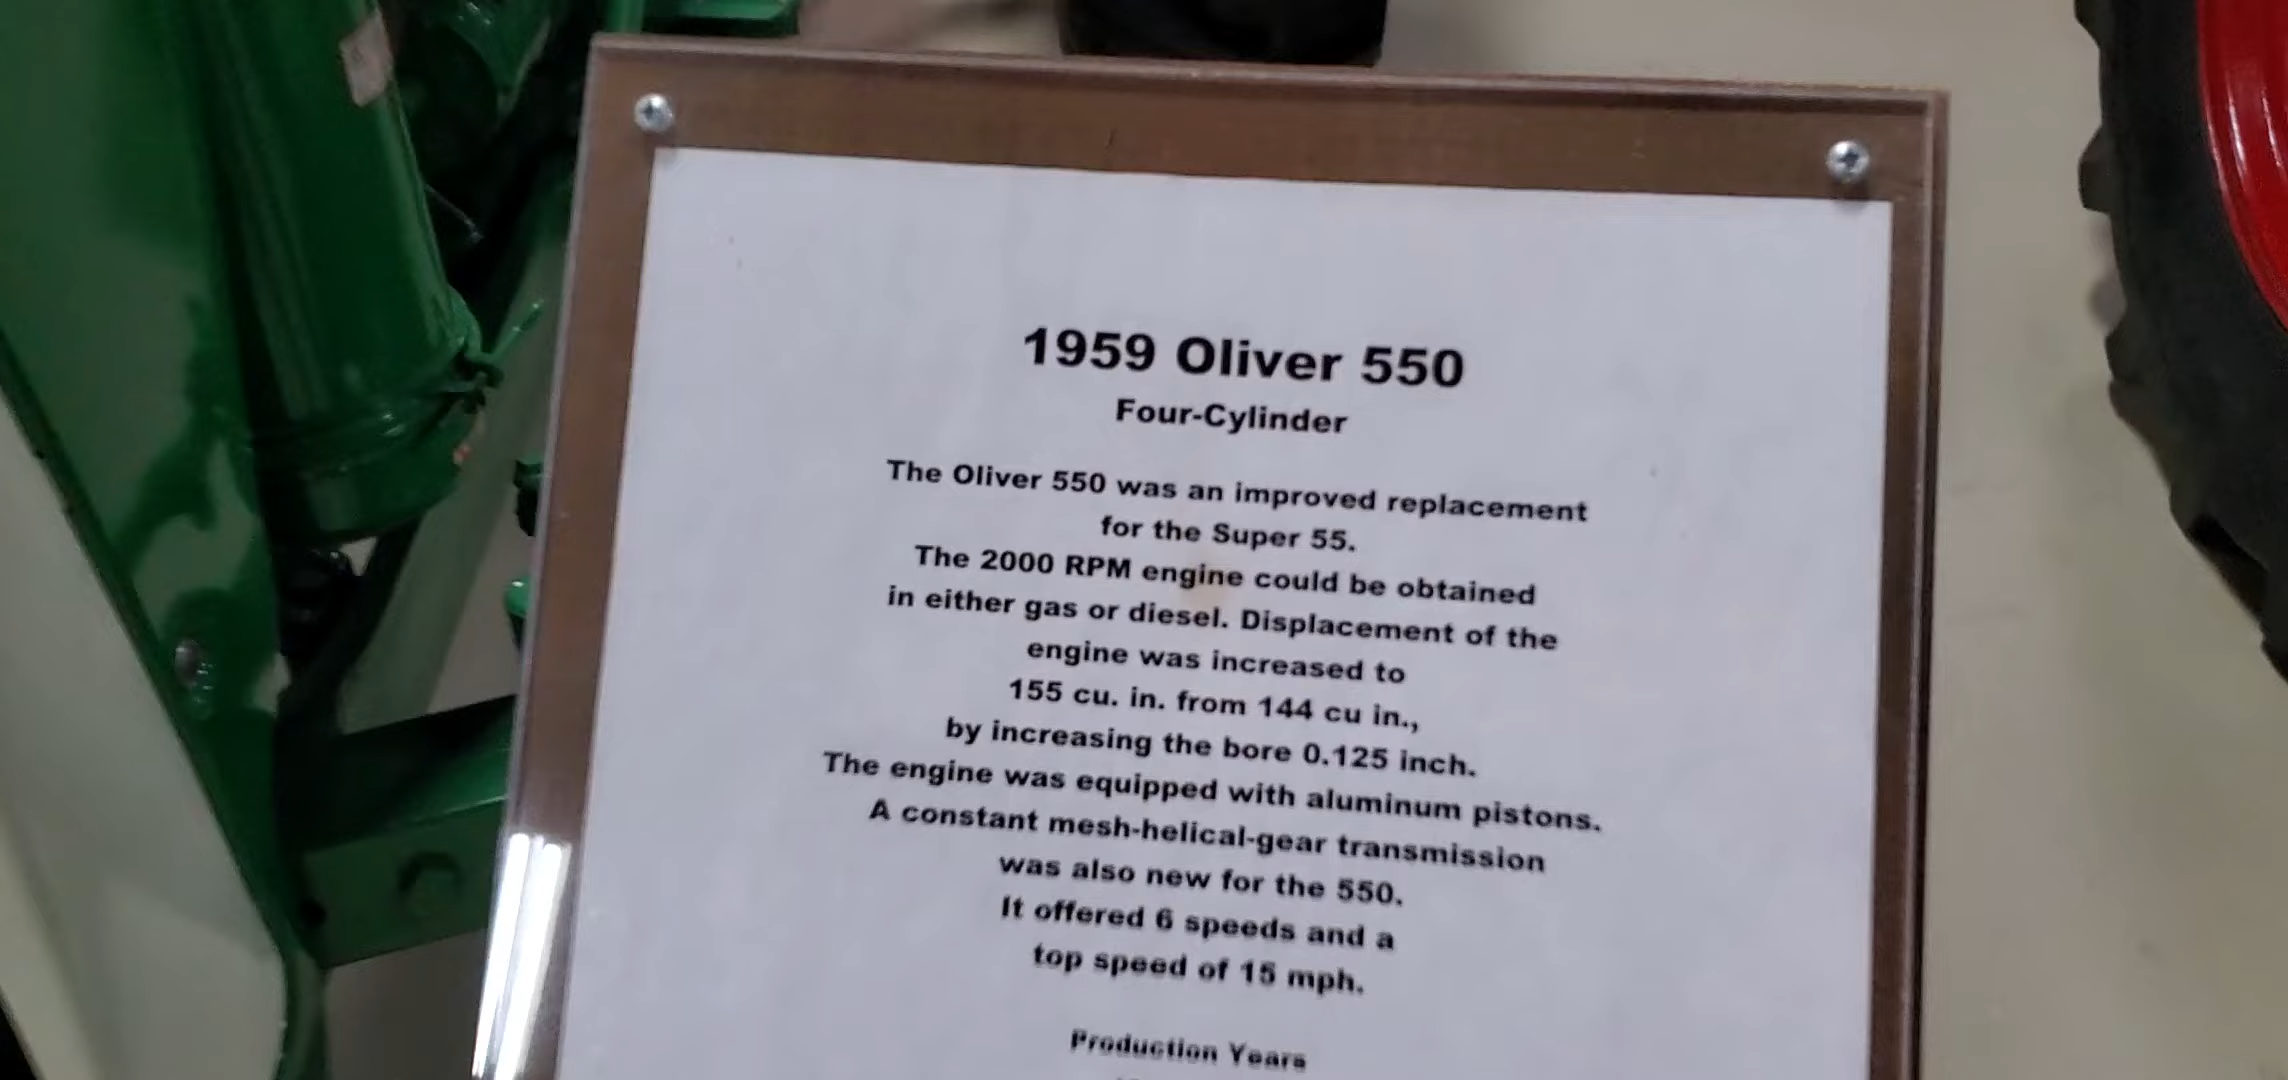 1959 Oliver 550
Four-Cylinder
The Oliver 550 was an improved replacement
for the Super 55.
The 2000 RPM engine could be obtained
in either gas or diesel. Displacement of the
engine was increased to
155 cu. in. from 144 cu in.,
by increasing the bore 0.125 inch.
The engine was equipped with aluminum pistons.
A constant mesh-helical-gear transmission
was also new for the 550.
It offered 6 speeds and a
top speed of 15 mph.
Production Years